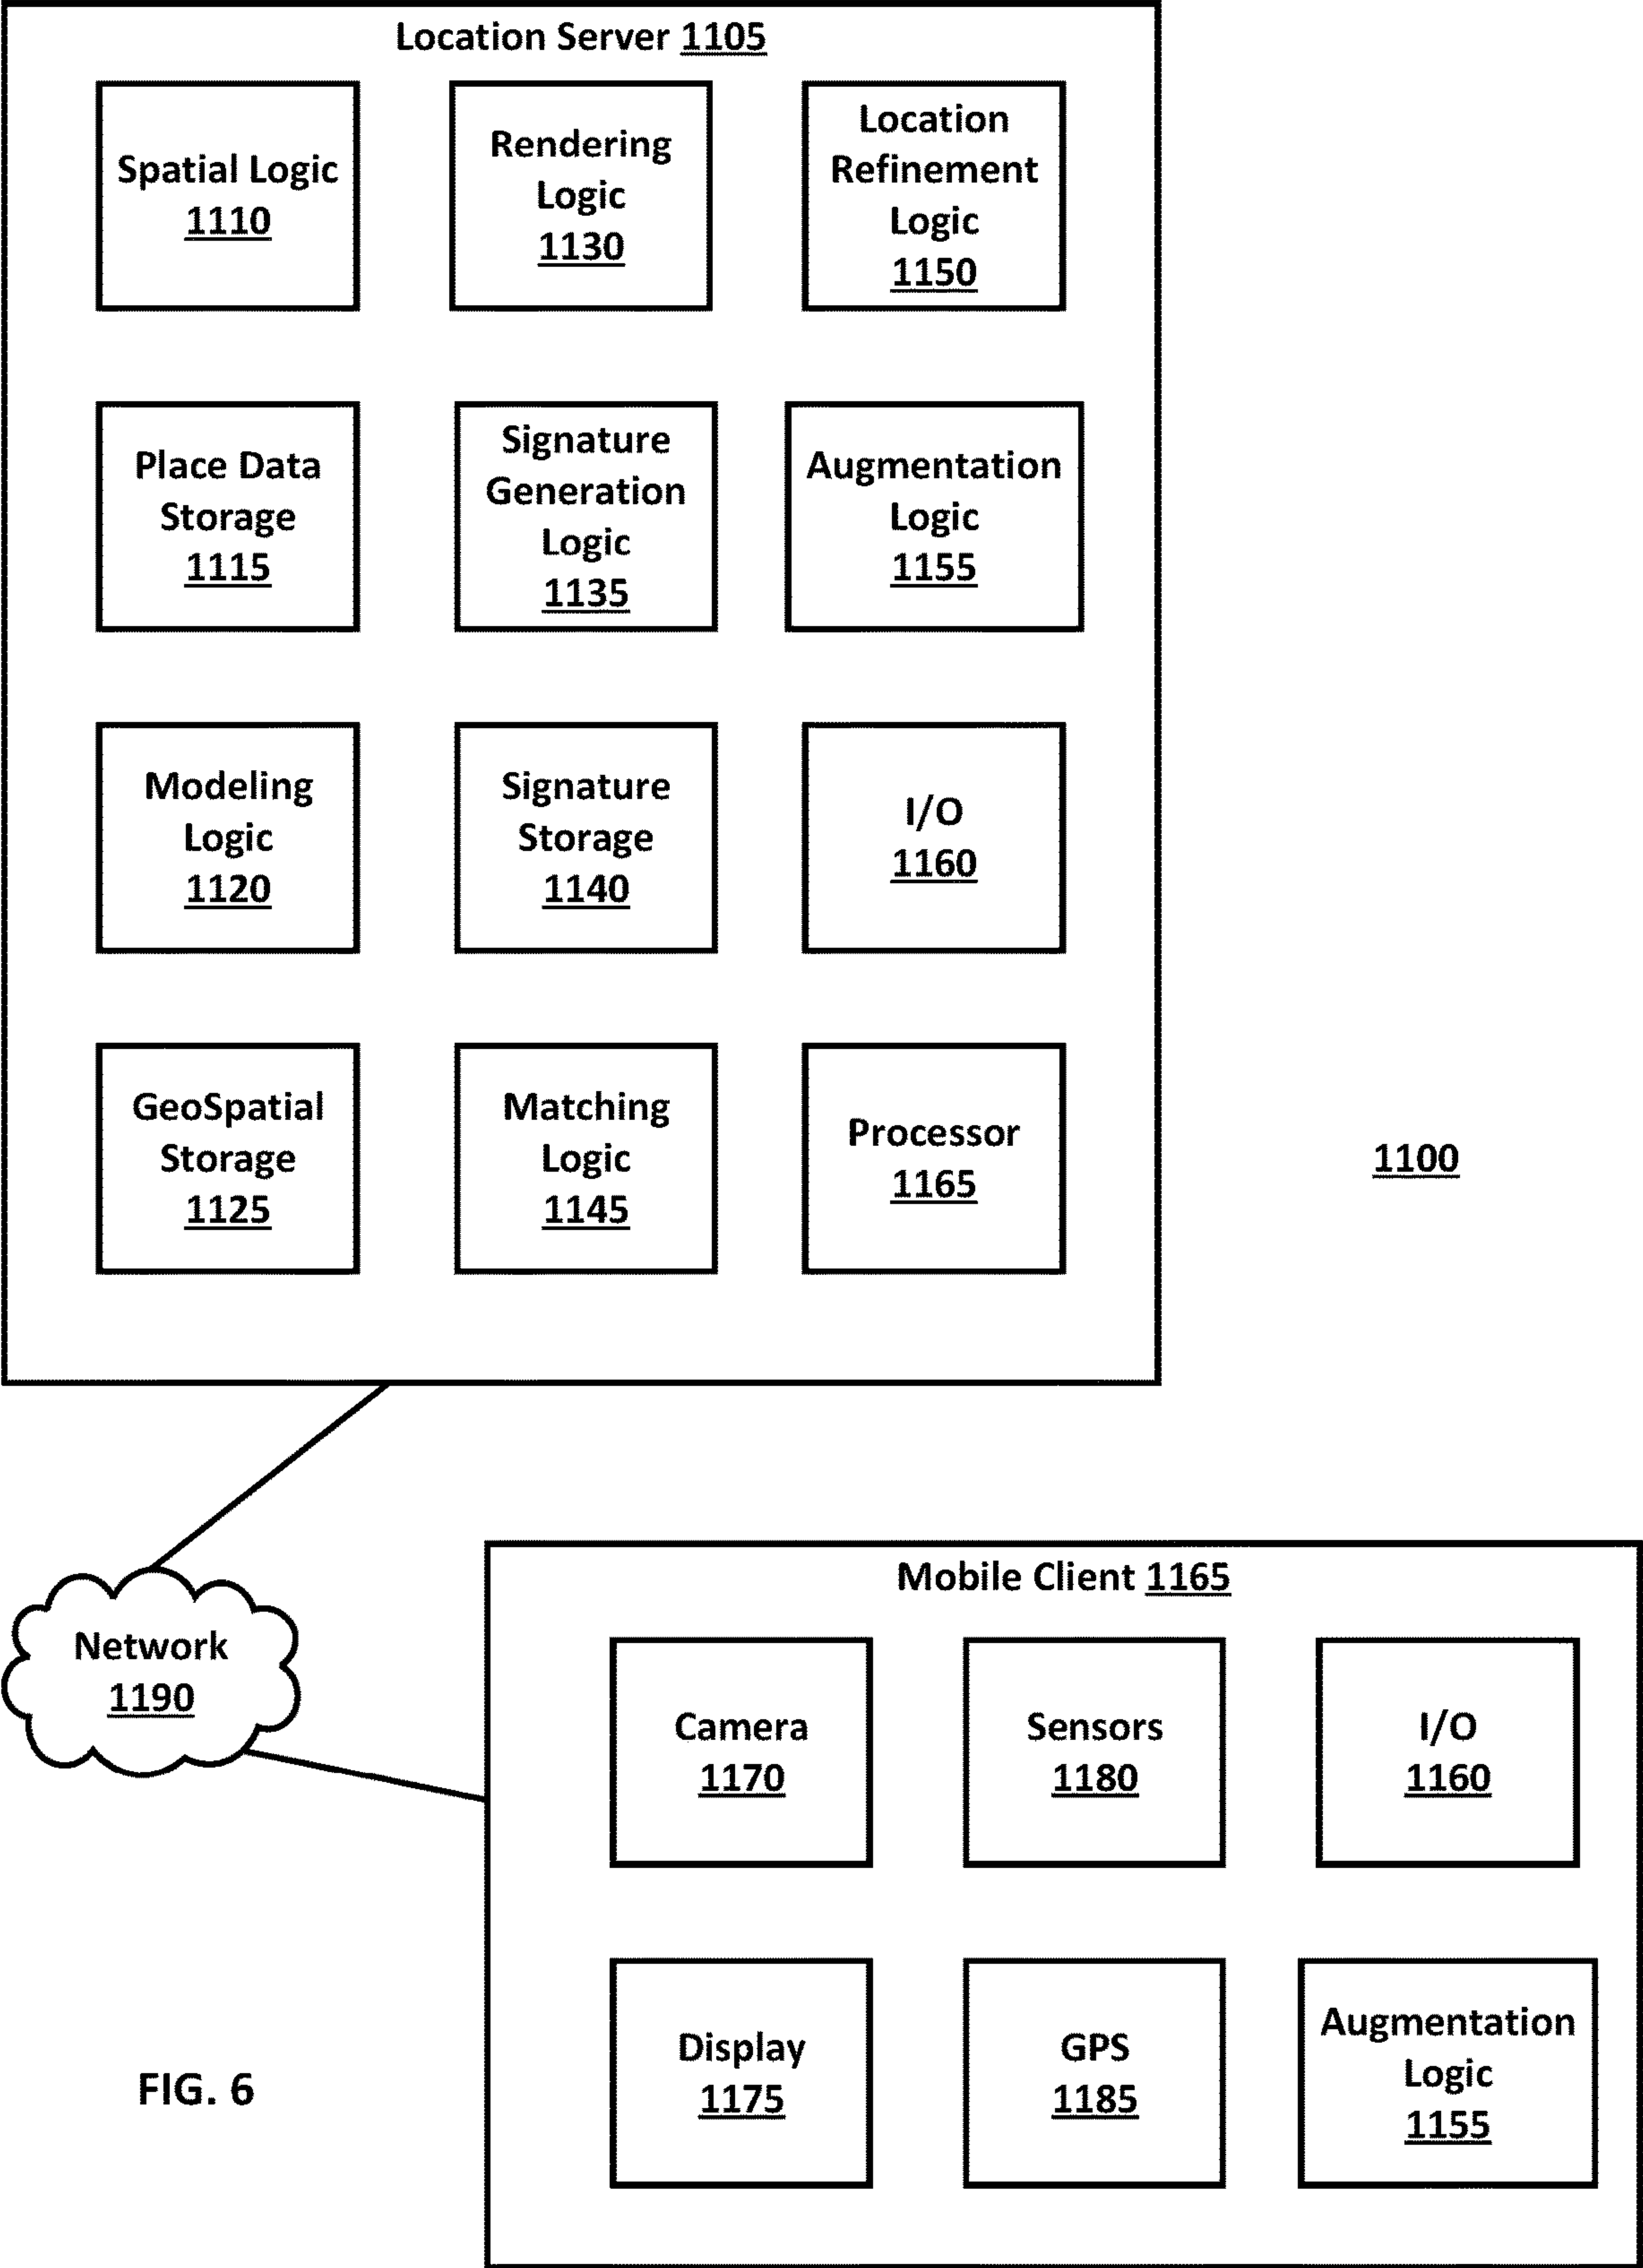 Location Server 1105
Spatial Logic
1110
Rendering
Logic
1130
Location
Refinement
Logic
1150
Place Data
Storage
1115
Signature
Generation
Logic
1135
Augmentation
Logic
1155
Modeling
Logic
1120
Signature
Storage
1140
I/O
1160
GeoSpatial
Storage
1125
Matching
Logic
1145
Processor
1165
1100
Network
1190
Mobile Client 1165
Camera
1170
Sensors
1180
I/O
1160
Display
1175
GPS
1185
Augmentation
Logic
1155
FIG. 6